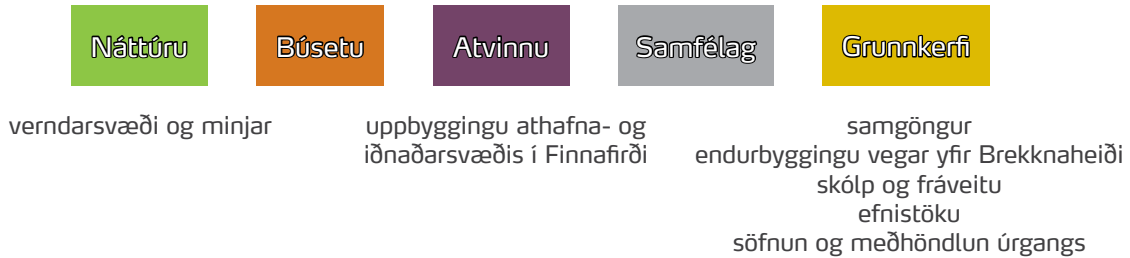 Náttúru
Búsetu
Atvinnu
Samfélag
Grunnkerfi
verndarsvæði og minjar
uppbyggingu athafna- og
iðnaðarsvæðis í Finnafirði
samgöngur
endurbyggingu vegar yfir Brekknaheiði
skólp og fráveitu
efnistöku
söfnun og meðhöndlun úrgangs